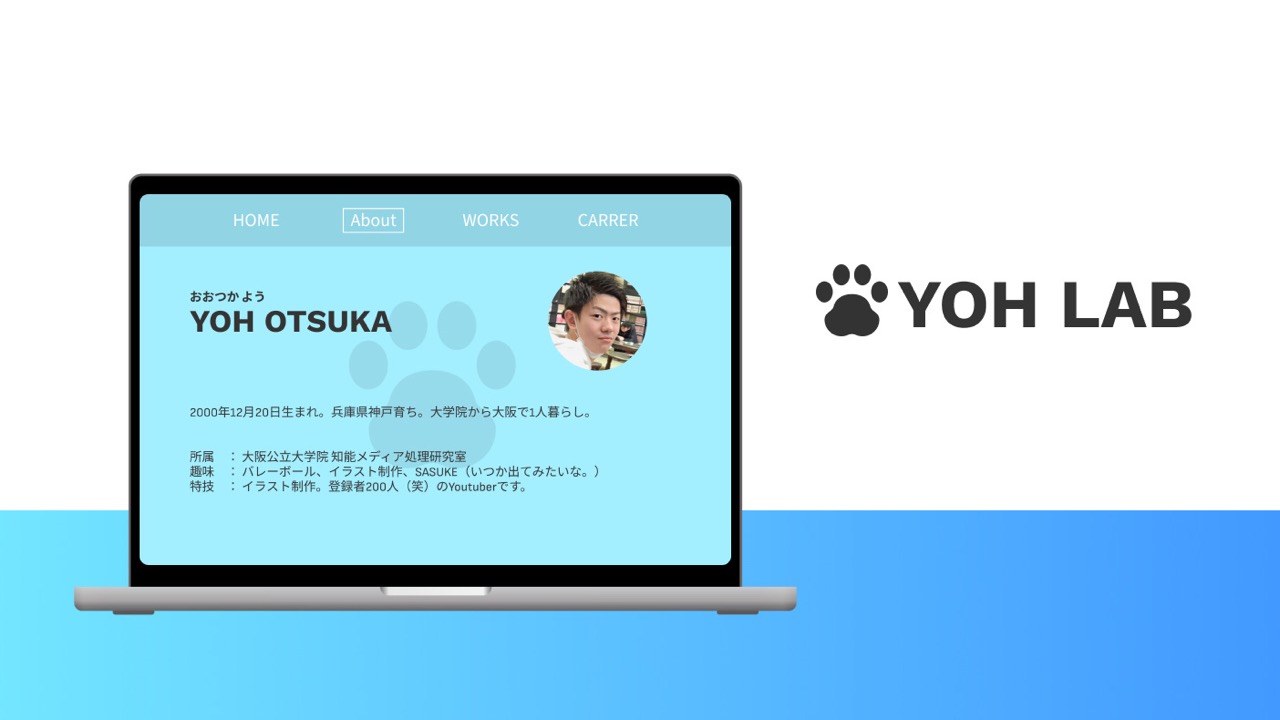 HOME About WORKS CARRER
おおつか よう
YOH OTSUKA
2000年12月20日生まれ。兵庫県神戸育ち。大学院から大阪で1人暮らし。
所属 ： 大阪公立大学院 知能メディア処理研究室
趣味 ： バレーボール、イラスト制作、SASUKE（いつか出てみたいな。）
特技 ： イラスト制作。登録者200人（笑）のYoutuberです。
YOH LAB